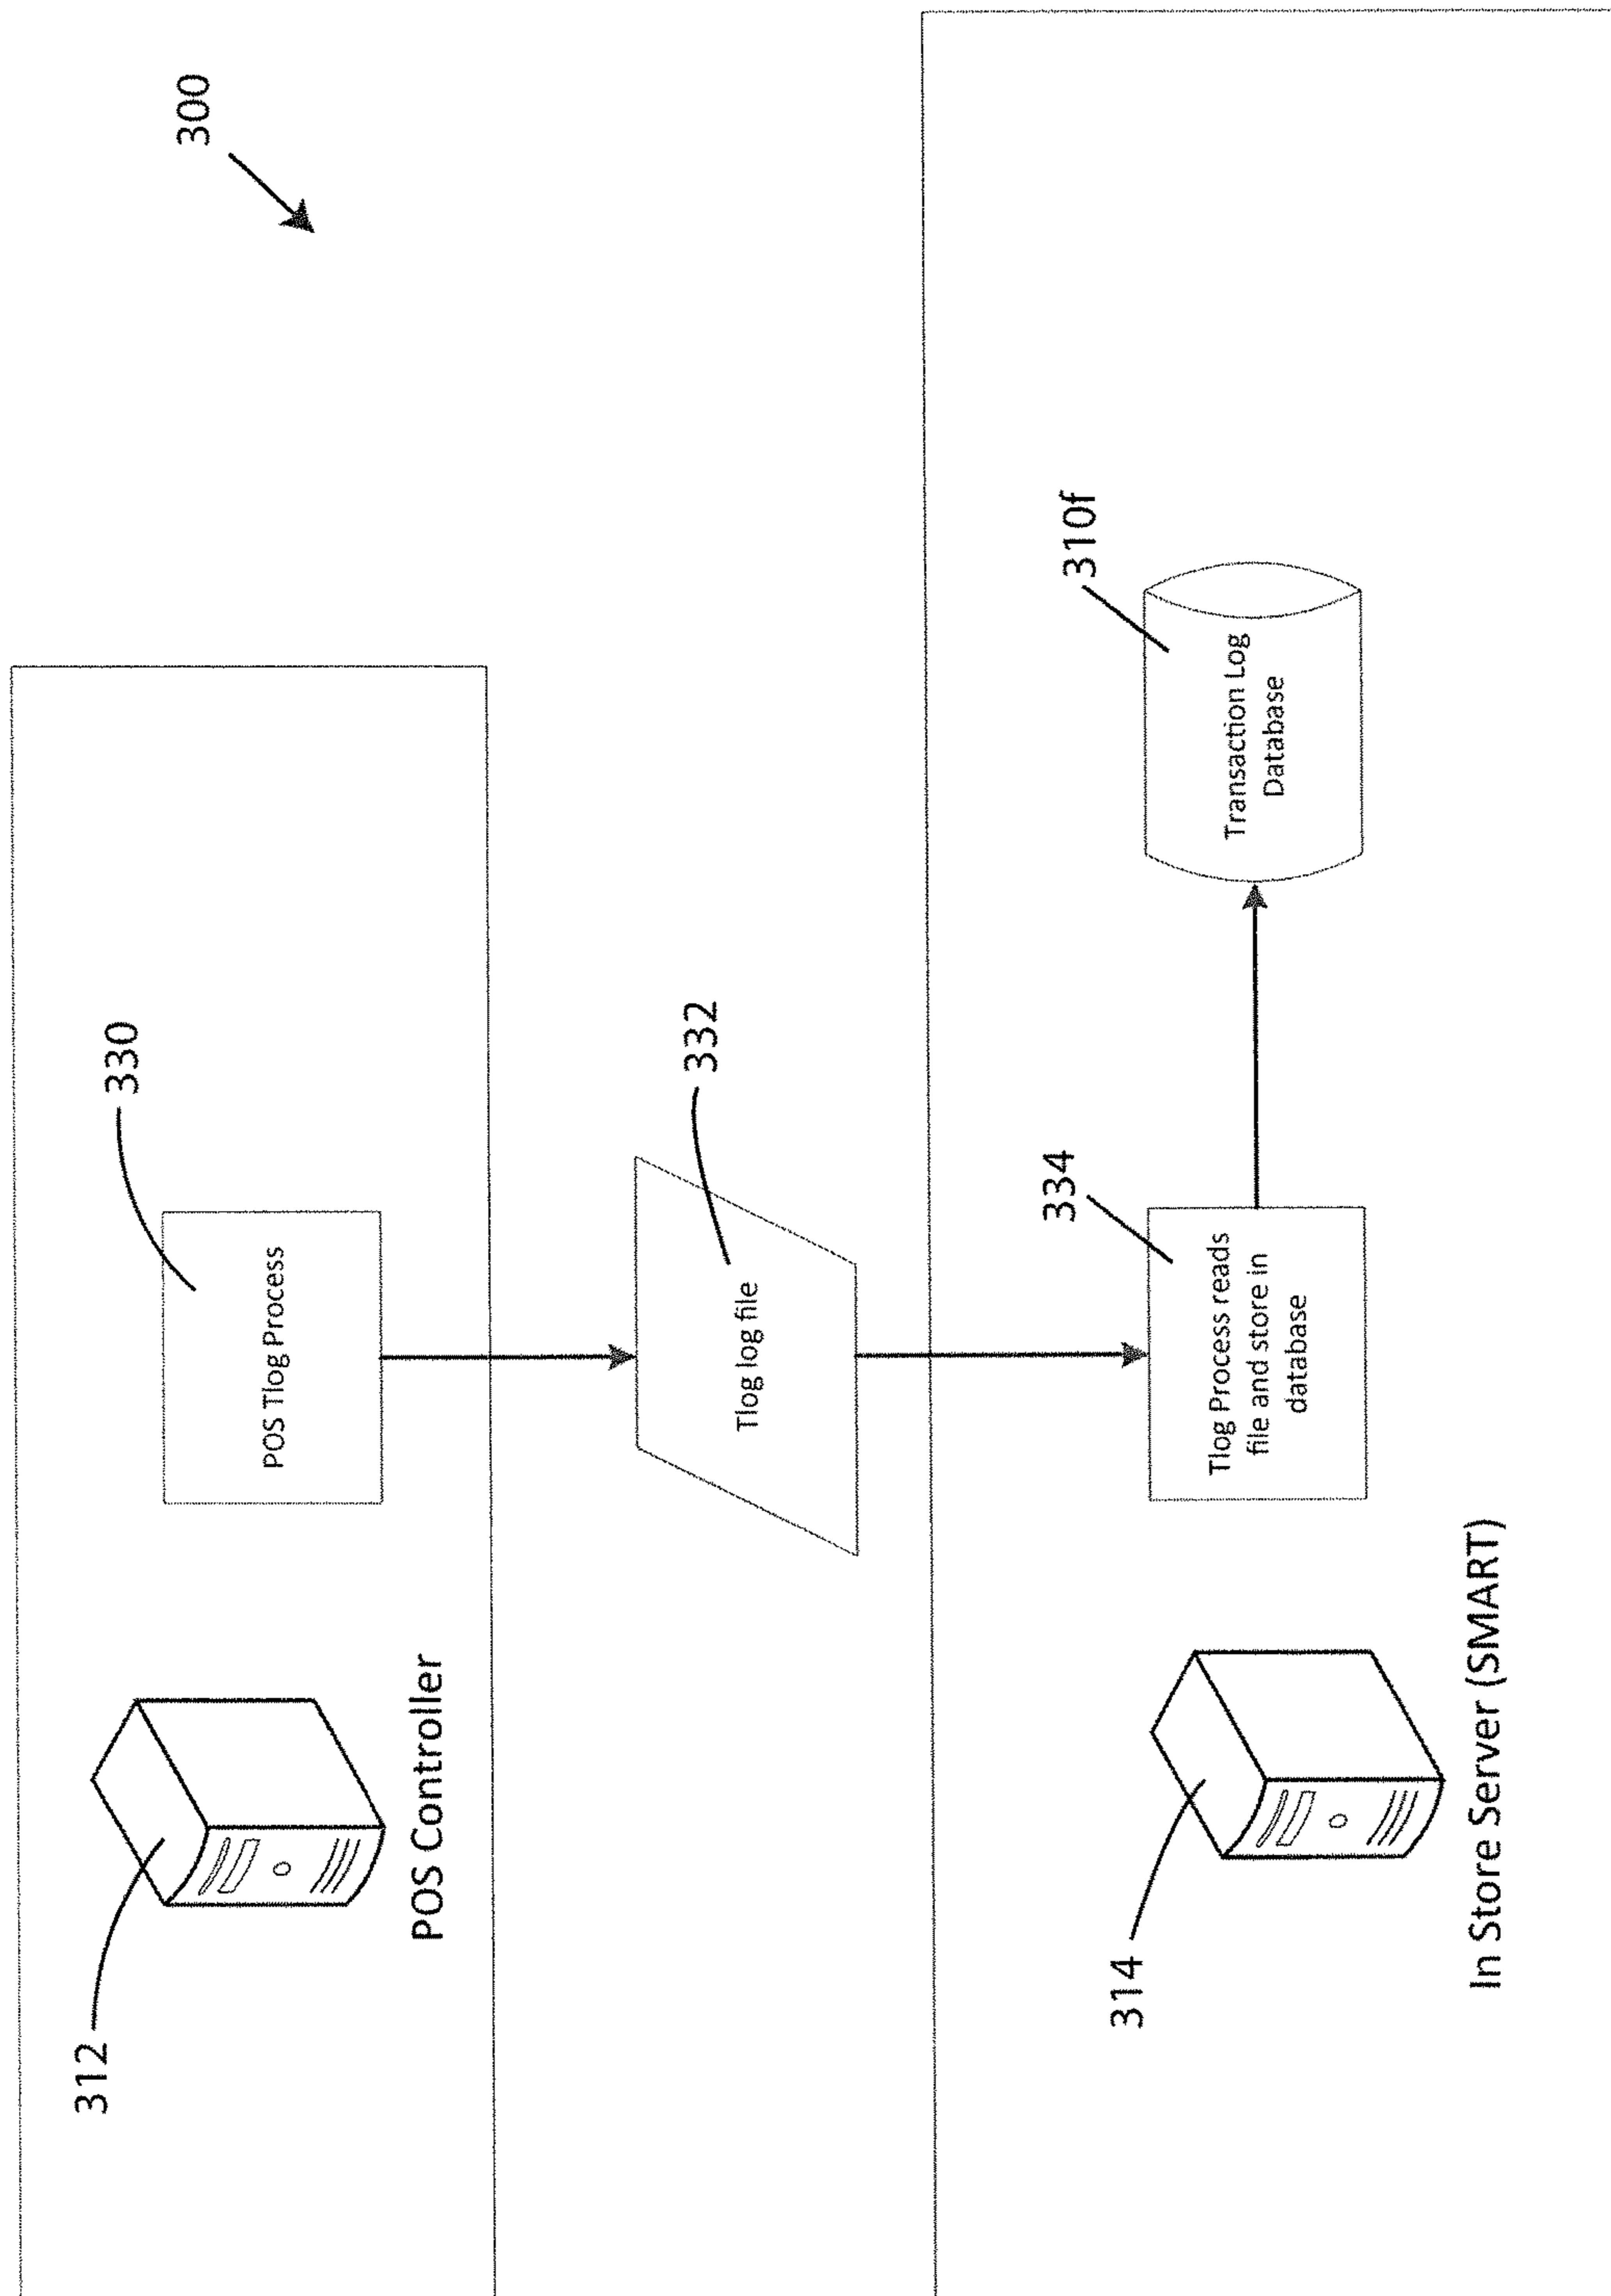 300
312
330
POS Tlog Process
POS Controller
332
Tlog log file
314
334
310f
Tlog Process reads
file and store in
database
Transaction Log
Database
In Store Server (SMART)